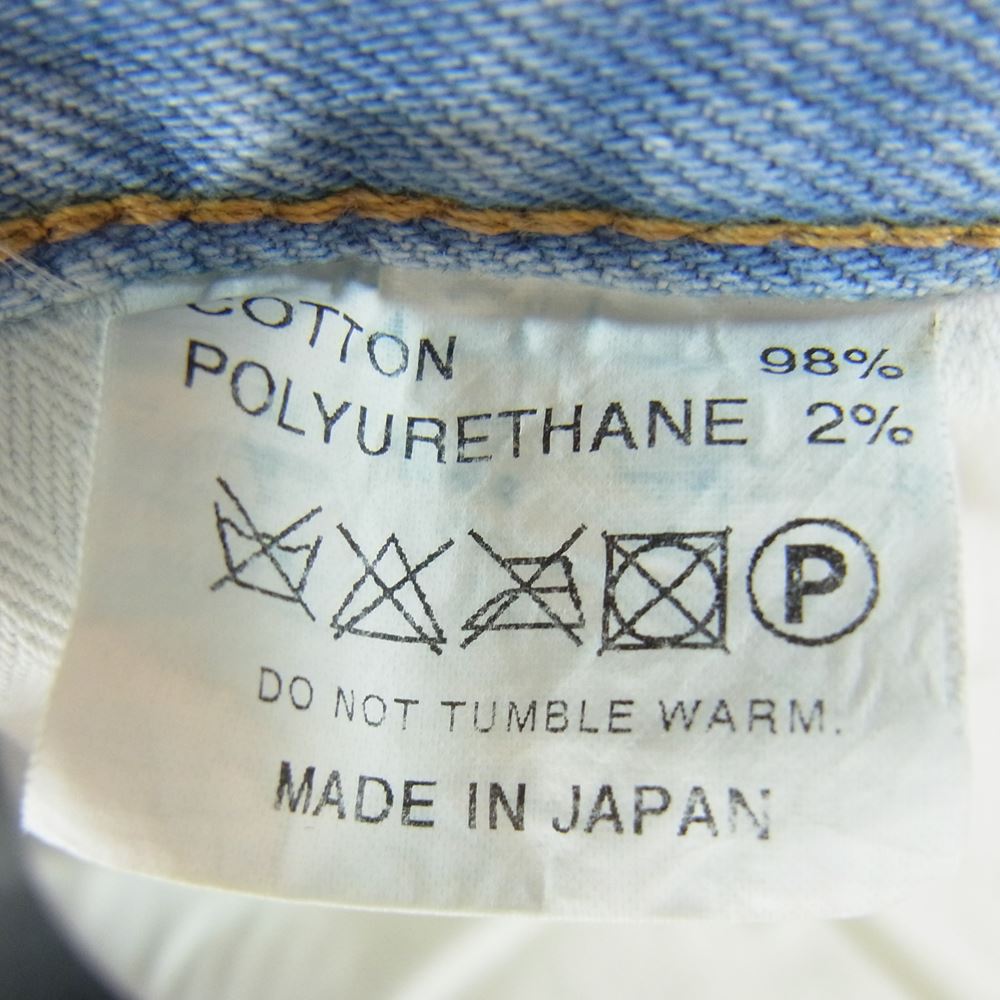 COTTON 98%
POLYURETHANE 2%
P
DO NOT TUMBLE WARM.
MADE IN JAPAN